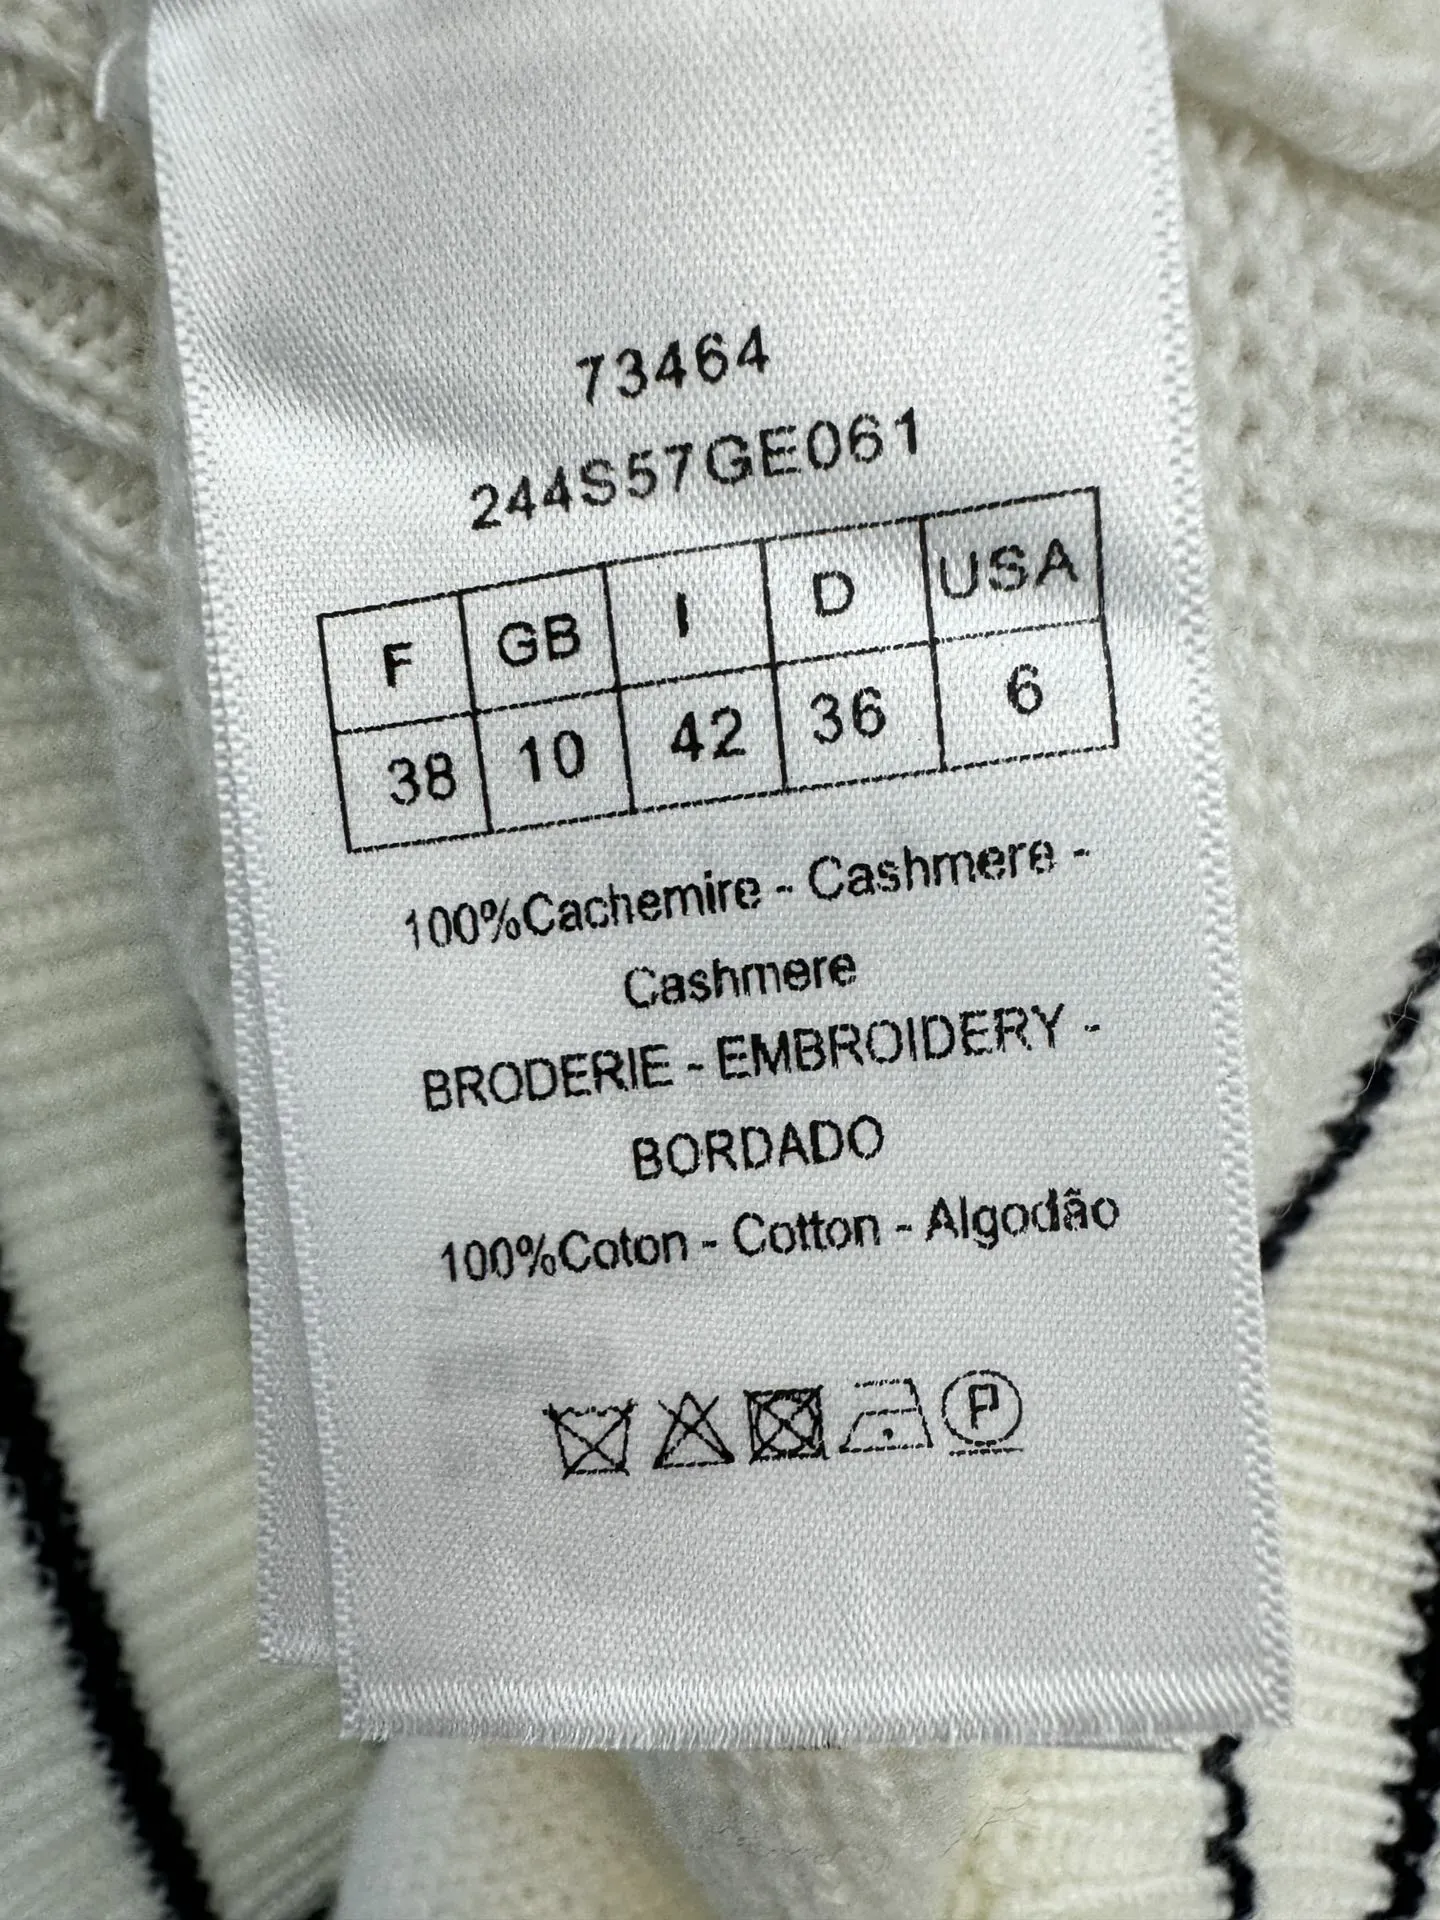 73464
244S57GE061
F GB I D USA
38 10 42 36 6
100%Cachemire - Cashmere -
Cashmere
BRODERIE - EMBROIDERY -
BORDADO
100%Coton - Cotton - Algodão
P